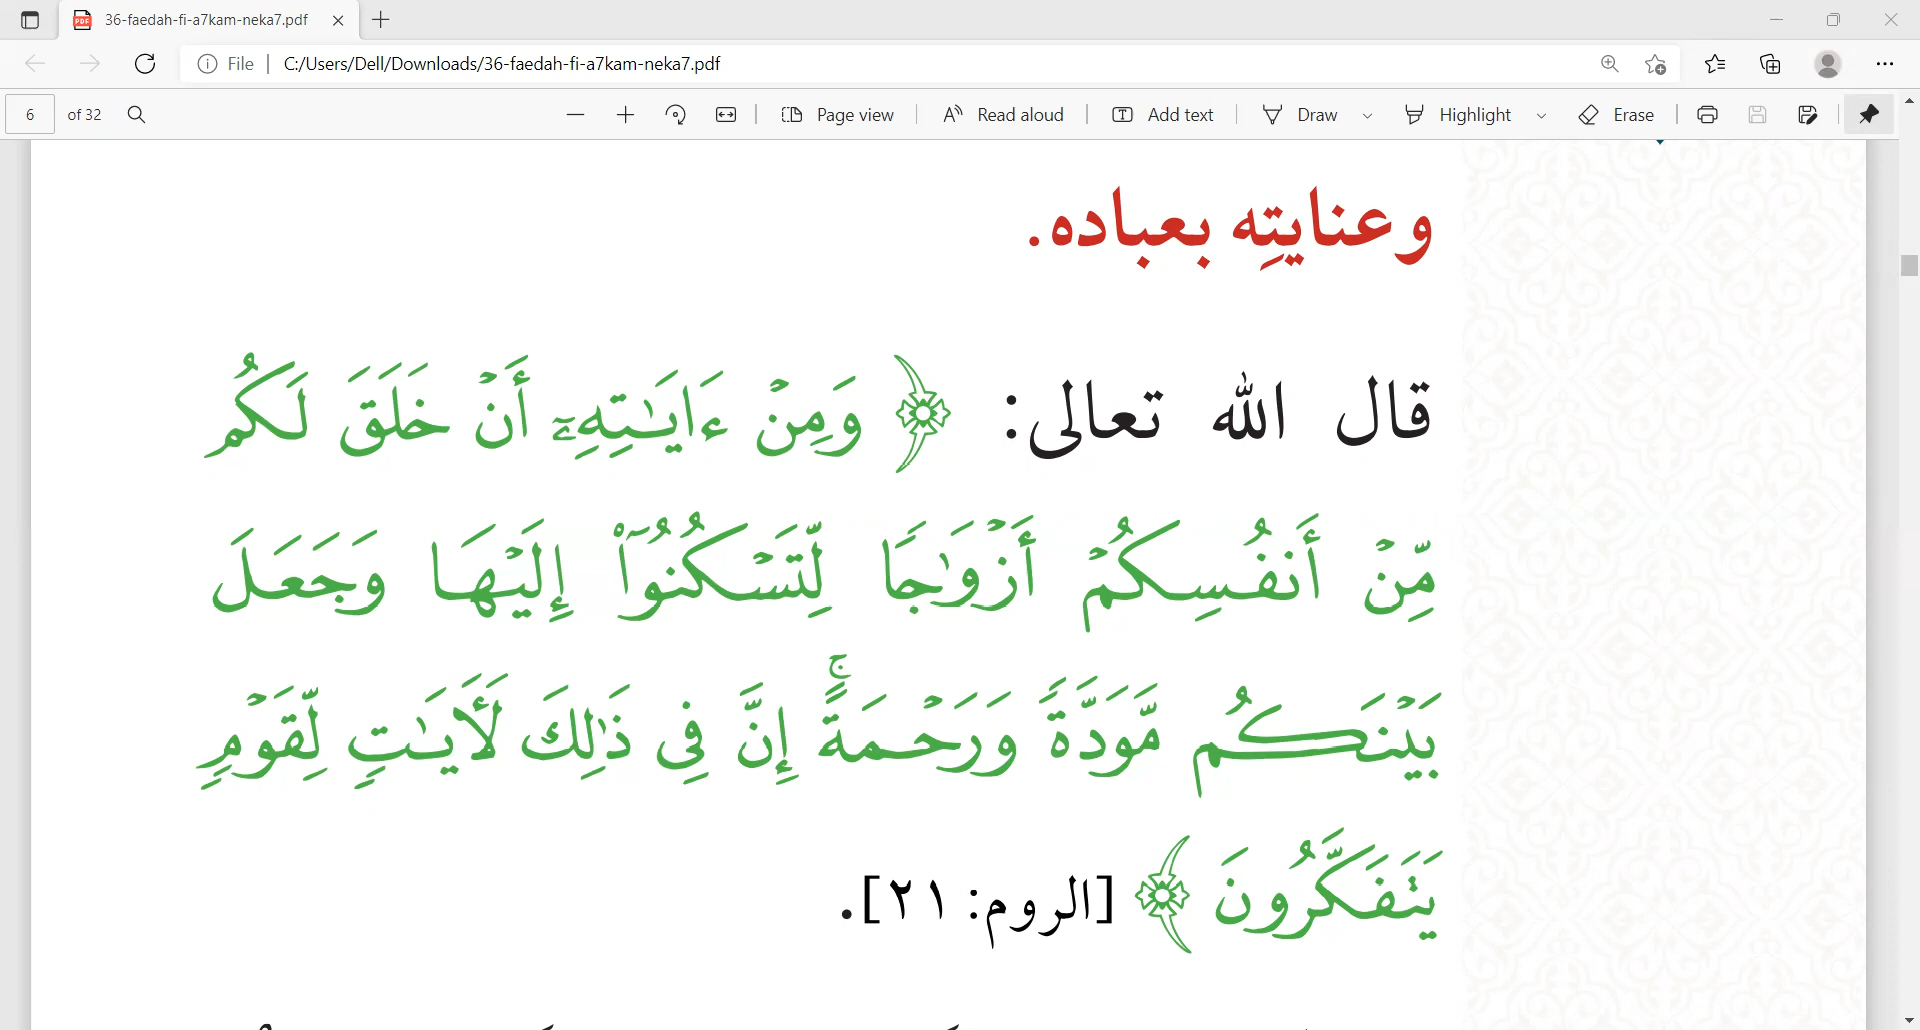 36-faedah-fi-a7kam-neka7.pdf
File C:/Users/Dell/Downloads/36-faedah-fi-a7kam-neka7.pdf
6 of 32 Page view Read aloud Add text Draw Highlight Erase
وعنايتِه بعباده.
قال الله تعالى: ﴿وَمِنۡ ءَايَٰتِهِۦٓ أَنۡ خَلَقَ لَكُم
مِّنۡ أَنفُسِكُمۡ أَزۡوَٰجٗا لِّتَسۡكُنُوٓاْ إِلَيۡهَا وَجَعَلَ
بَيۡنَكُم مَّوَدَّةٗ وَرَحۡمَةًۚ إِنَّ فِي ذَٰلِكَ لَأٓيَٰتٖ لِّقَوۡمٖ
يَتَفَكَّرُونَ﴾ [الروم: ٢١].